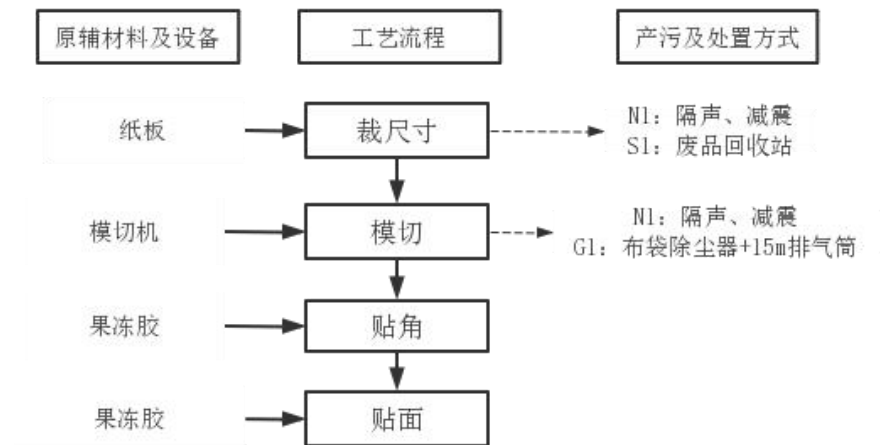 原辅材料及设备
工艺流程
产污及处置方式
纸板
裁尺寸
N1：隔声、减震
S1：废品回收站
模切机
模切
N1：隔声、减震
G1：布袋除尘器+15m排气筒
果冻胶
贴角
果冻胶
贴面